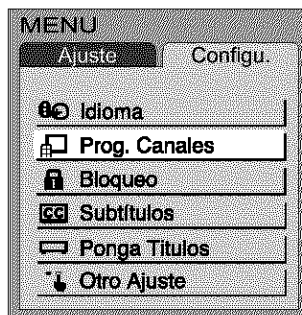 MENU
Ajuste Configu.
Idioma
Prog. Canales
Bloqueo
CC Subtítulos
Ponga Titulos
Otro Ajuste